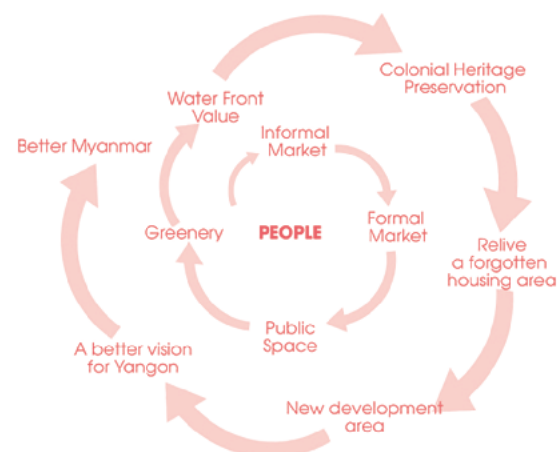 Colonial Heritage
Preservation
Water Front
Value
Informal
Market
Better Myanmar
Greenery
PEOPLE
Formal
Market
Relive
a forgotten
housing area
Public
Space
A better vision
for Yangon
New development
area